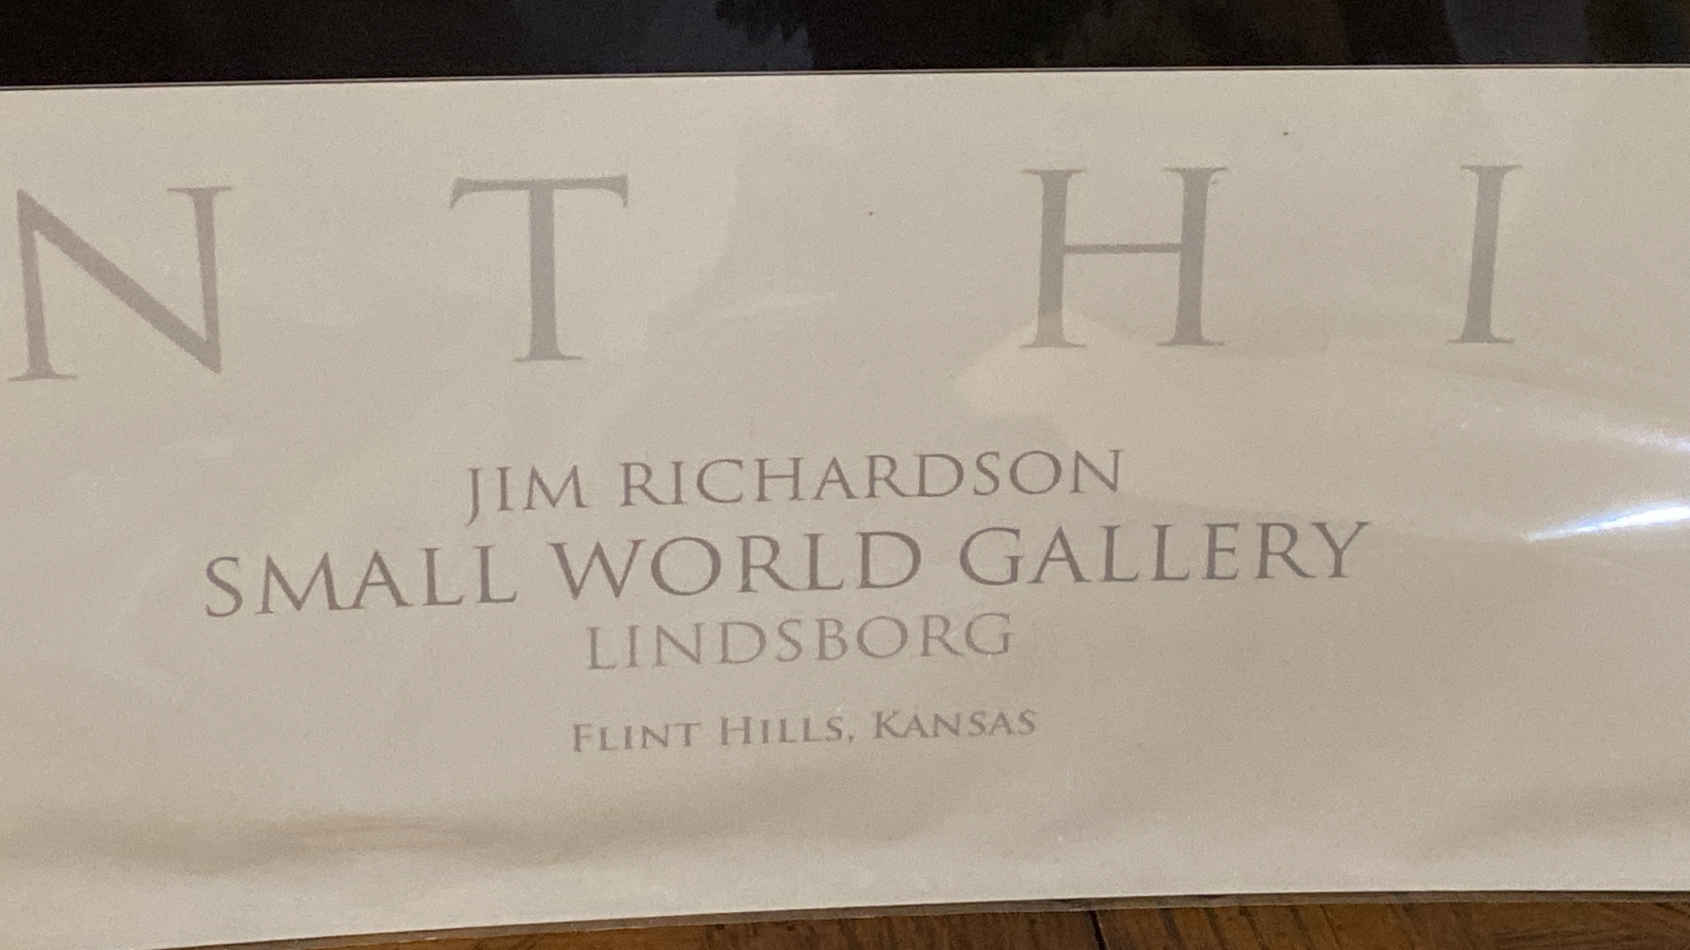 N T H I
JIM RICHARDSON
SMALL WORLD GALLERY
LINDSBORG
FLINT HILLS, KANSAS